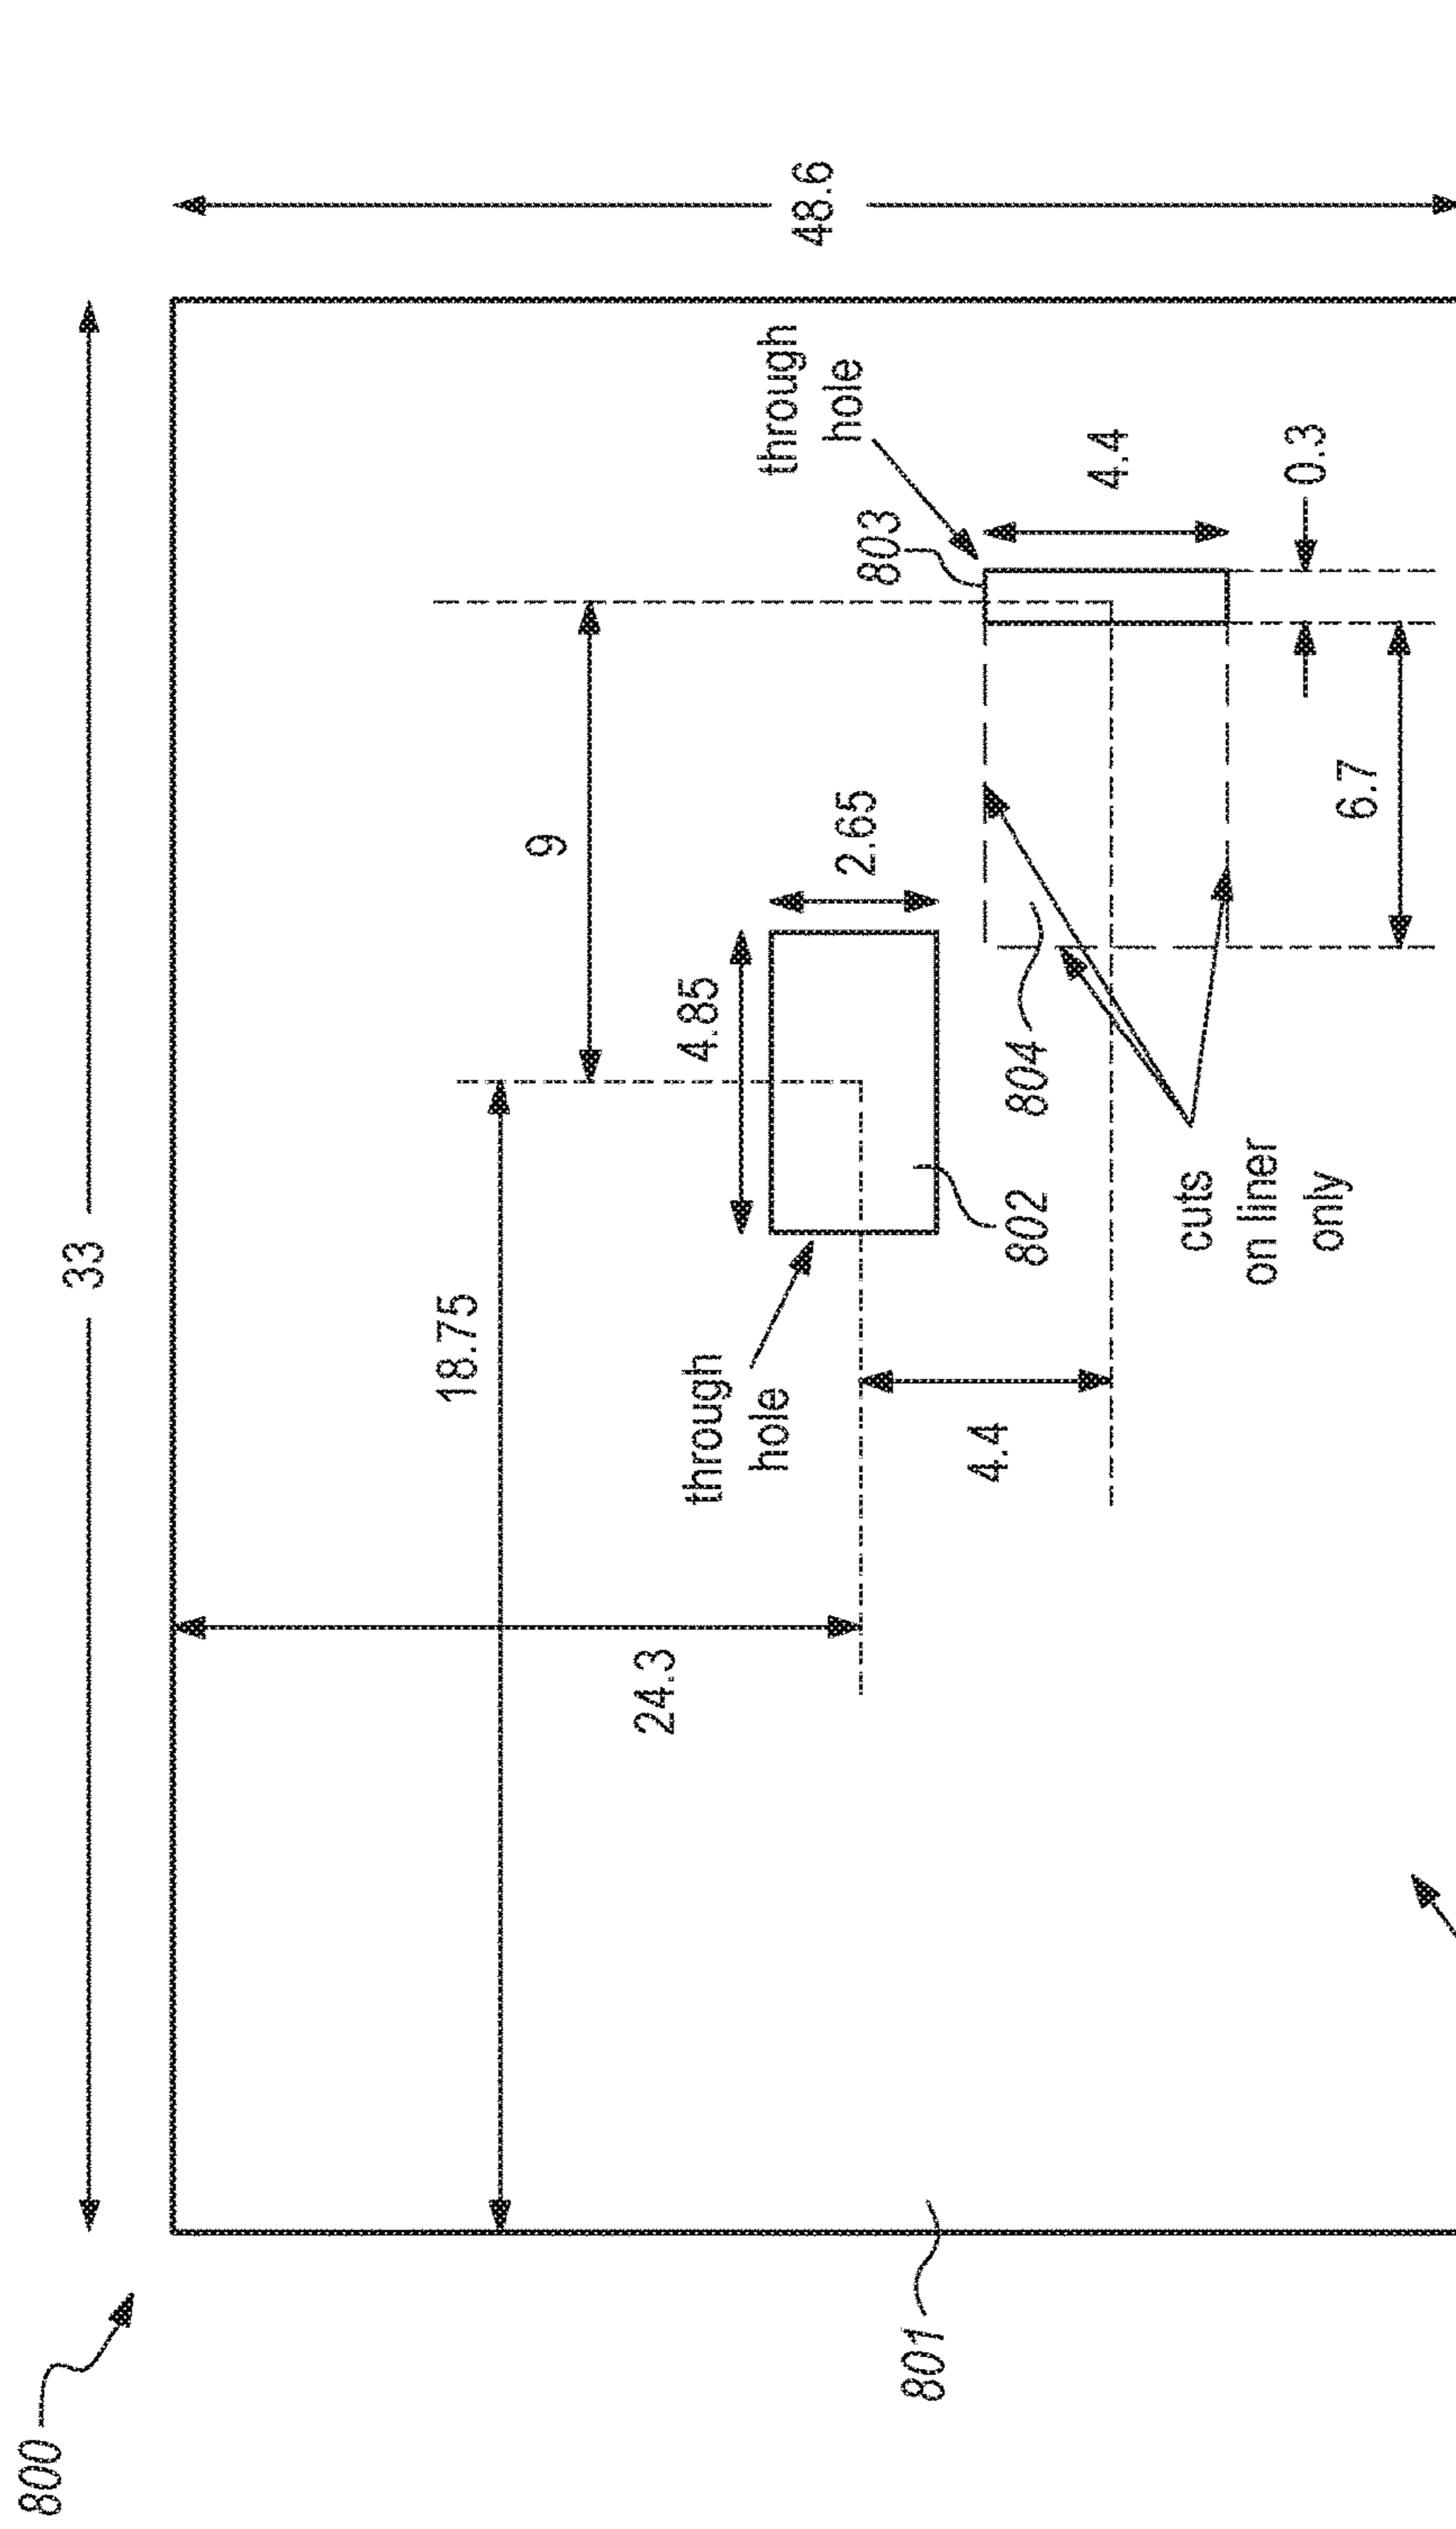 800
33
48.6
18.75
9
24.3
through
hole
4.85
2.65
802
801
4.4
804
803
through
hole
4.4
0.3
6.7
cuts
on liner
only